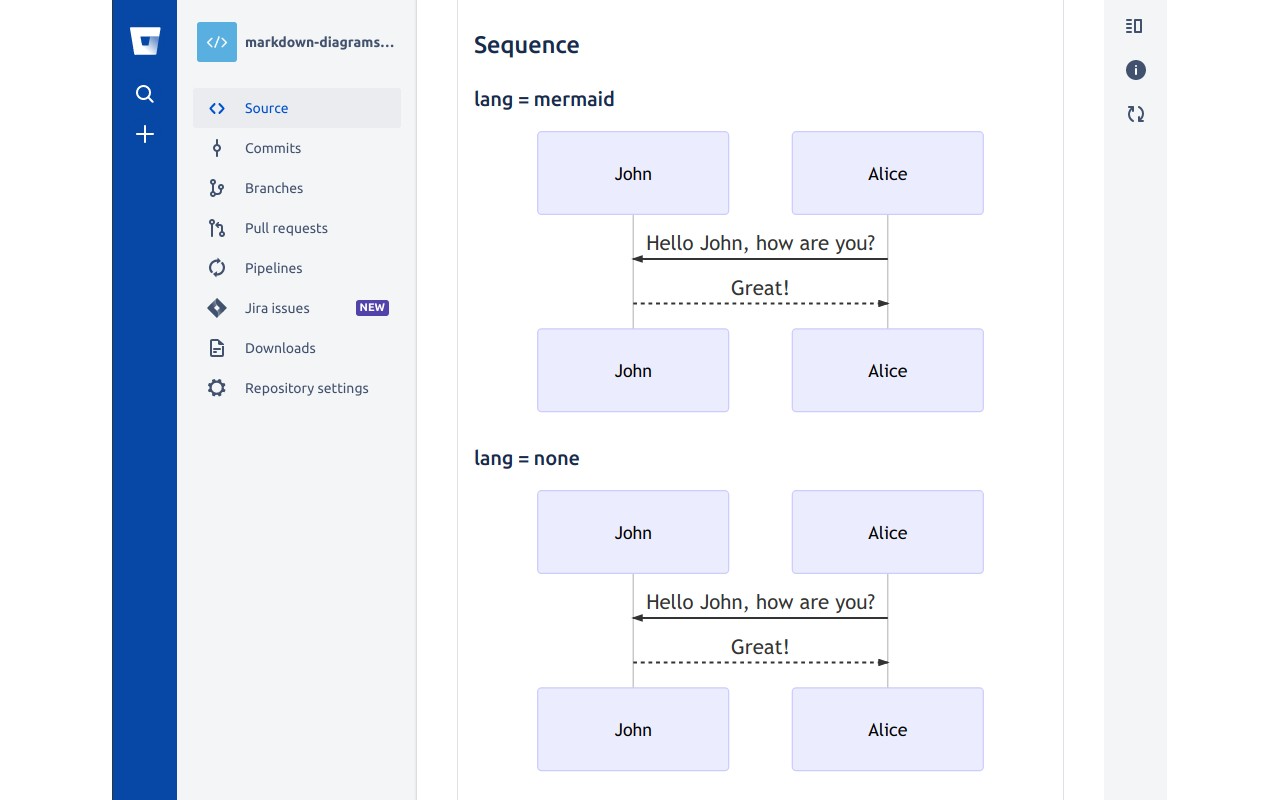 markdown-diagrams...
Source
Commits
Branches
Pull requests
Pipelines
Jira issues NEW
Downloads
Repository settings
Sequence
lang = mermaid
John Alice
Hello John, how are you?
Great!
John Alice
lang = none
John Alice
Hello John, how are you?
Great!
John Alice